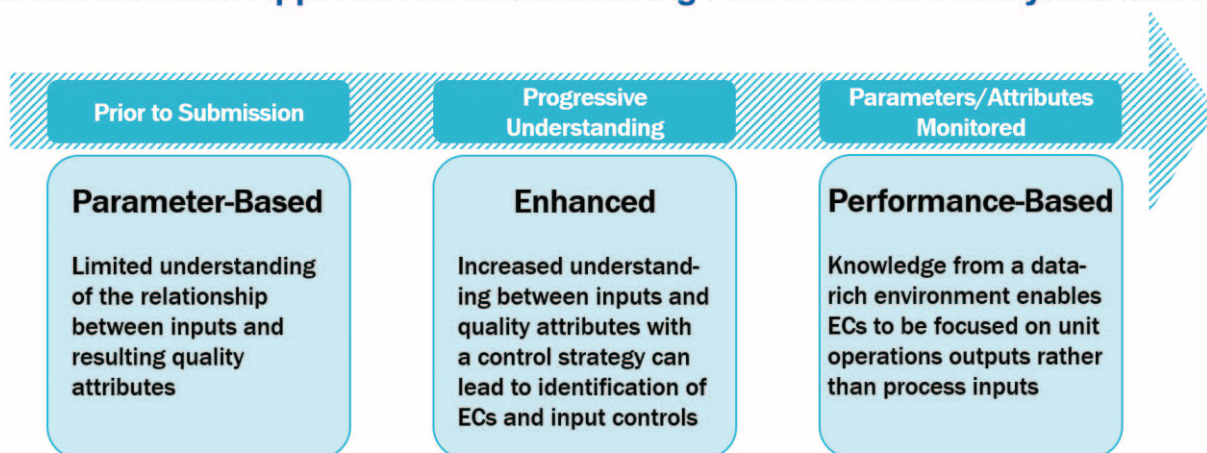 Prior to Submission
Progressive
Understanding
Parameters/Attributes
Monitored
Parameter-Based
Limited understanding
of the relationship
between inputs and
resulting quality
attributes
Enhanced
Increased understand-
ing between inputs and
quality attributes with
a control strategy can
lead to identification of
ECs and input controls
Performance-Based
Knowledge from a data-
rich environment enables
ECs to be focused on unit
operations outputs rather
than process inputs